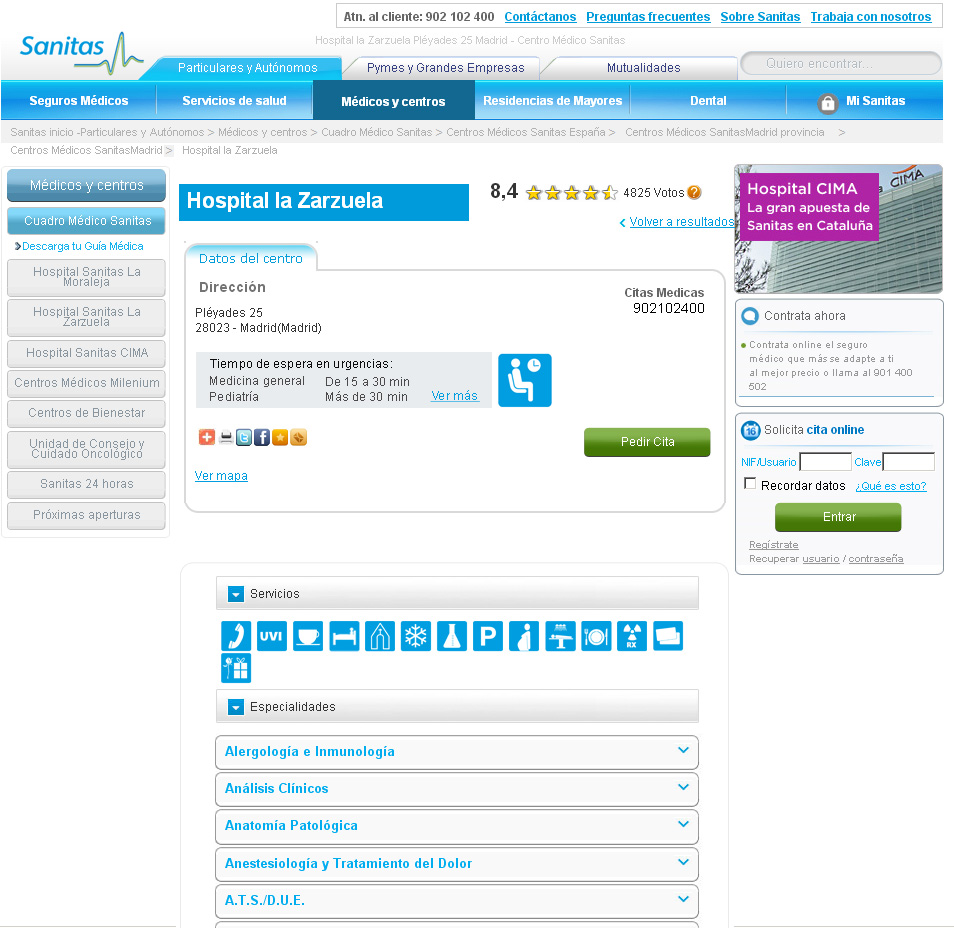 Atn. al cliente: 902 102 400 Contáctanos Preguntas frecuentes Sobre Sanitas Trabaja con nosotros
Sanitas
Hospital la Zarzuela Pléyades 25 Madrid - Centro Médico Sanitas
Particulares y Autónomos Pymes y Grandes Empresas Mutualidades Quiero encontrar...
Seguros Médicos Servicios de salud Médicos y centros Residencias de Mayores Dental Mi Sanitas
Sanitas inicio -Particulares y Autónomos > Médicos y centros > Cuadro Médico Sanitas > Centros Médicos Sanitas España > Centros Médicos SanitasMadrid provincia >
Centros Médicos SanitasMadrid > Hospital la Zarzuela
Médicos y centros
Cuadro Médico Sanitas
Descarga tu Guía Médica
Hospital Sanitas La
Moraleja
Hospital Sanitas La
Zarzuela
Hospital Sanitas CIMA
Centros Médicos Milenium
Centros de Bienestar
Unidad de Consejo y
Cuidado Oncológico
Sanitas 24 horas
Próximas aperturas
Hospital la Zarzuela
8,4 4825 Votos ?
Volver a resultados
Datos del centro
Dirección
Pléyades 25
28023 - Madrid(Madrid)
Citas Medicas
902102400
Tiempo de espera en urgencias:
Medicina general De 15 a 30 min
Pediatría Más de 30 min Ver más
Pedir Cita
Ver mapa
Servicios
UVI
P
RX
Especialidades
Alergología e Inmunología
Análisis Clínicos
Anatomía Patológica
Anestesiología y Tratamiento del Dolor
A.T.S./D.U.E.
CIMA
Hospital CIMA
La gran apuesta de
Sanitas en Cataluña
Contrata ahora
Contrata online el seguro
médico que más se adapte a ti
al mejor precio o llama al 901 400
502
16 Solicita cita online
NIF/Usuario Clave
Recordar datos ¿Qué es esto?
Entrar
Regístrate
Recuperar usuario / contraseña